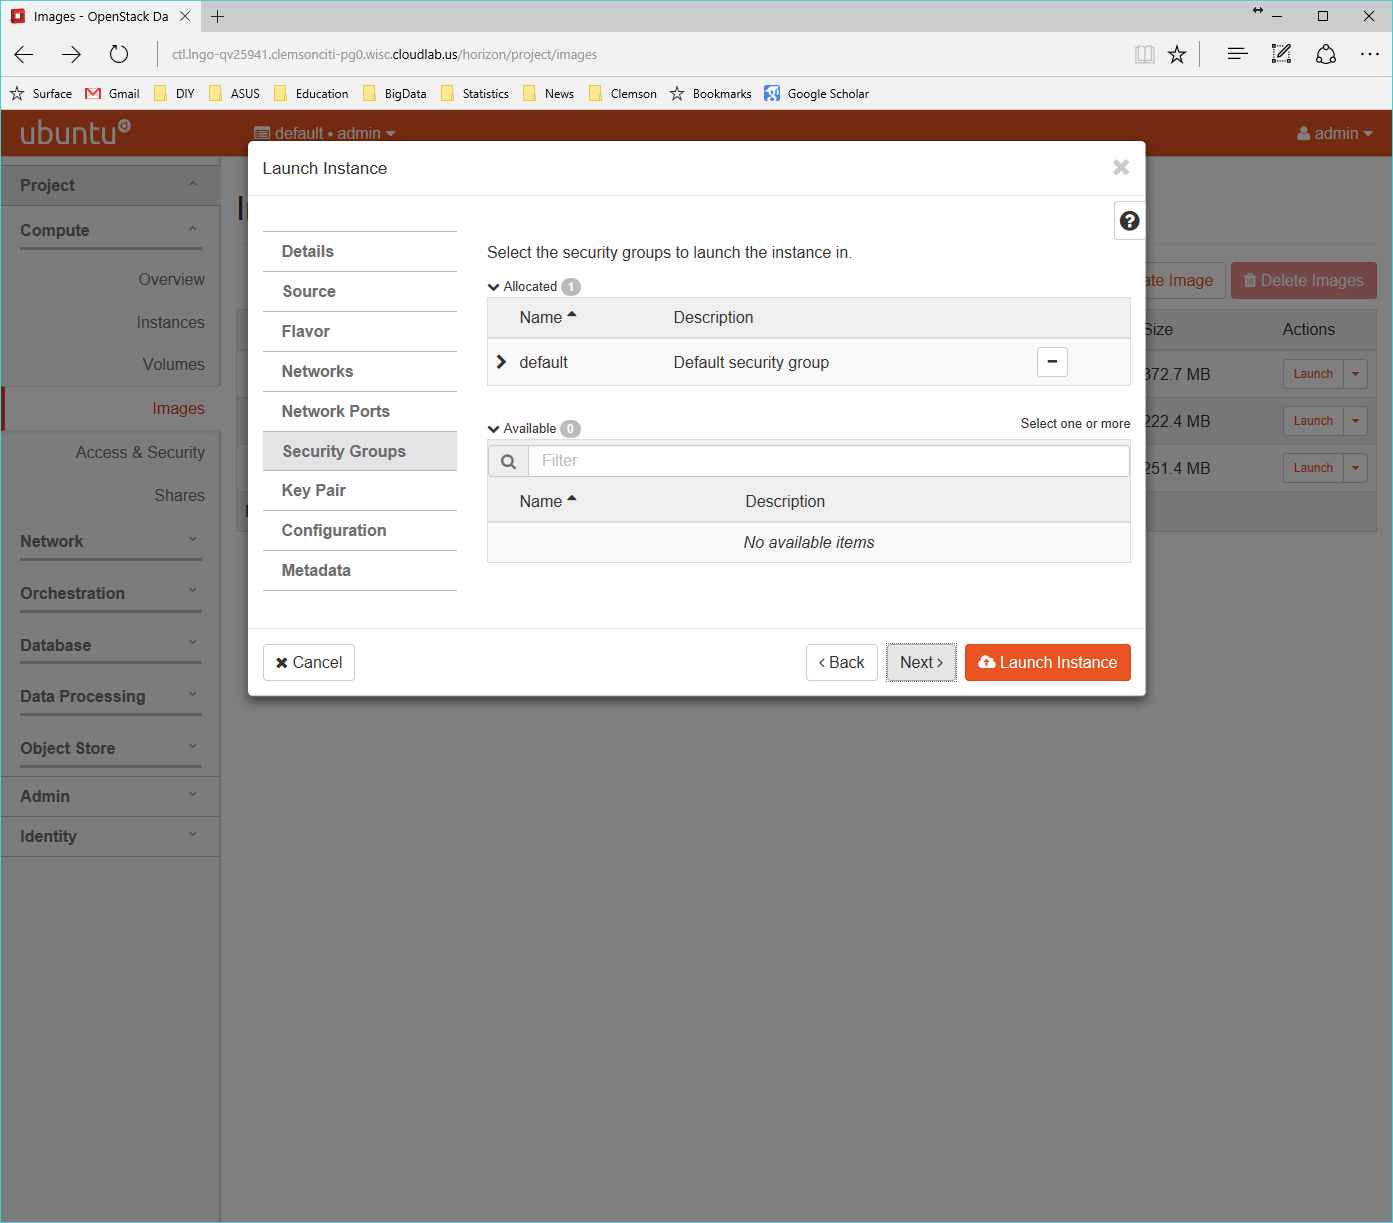 Images - OpenStack Da
ctl.lngo-qv25941.clemsonciti-pg0.wisc.cloudlab.us/horizon/project/images
Surface Gmail DIY ASUS Education BigData Statistics News Clemson Bookmarks Google Scholar
ubuntu default • admin admin
Launch Instance
Project
Compute
Overview
Instances
Volumes
Images
Access & Security
Shares
Network
Orchestration
Database
Data Processing
Object Store
Admin
Identity
Details
Source
Flavor
Networks
Network Ports
Security Groups
Key Pair
Configuration
Metadata
Select the security groups to launch the instance in.
Allocated 1
Name Description
default Default security group
Available 0 Select one or more
Filter
Name Description
No available items
Cancel Back Next Launch Instance
ate Image Delete Images
Size Actions
372.7 MB Launch
222.4 MB Launch
251.4 MB Launch